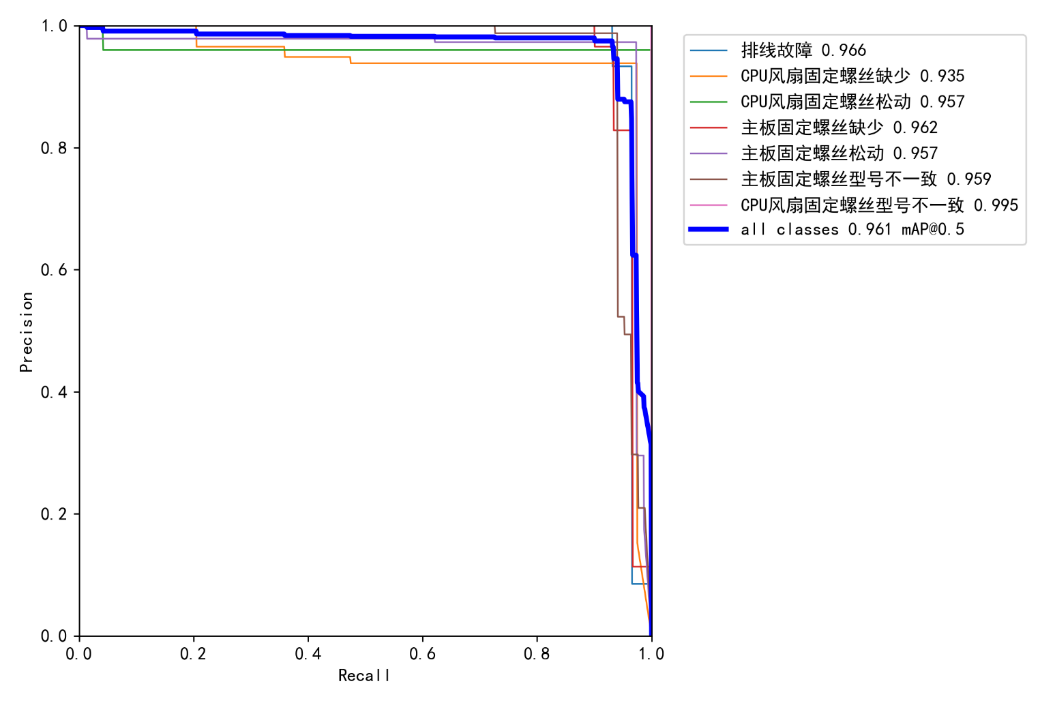 1.0
0.8
0.6
0.4
0.2
0.0
Precision
0.0 0.2 0.4 0.6 0.8 1.0
Recall
排线故障 0.966
CPU风扇固定螺丝缺少 0.935
CPU风扇固定螺丝松动 0.957
主板固定螺丝缺少 0.962
主板固定螺丝松动 0.957
主板固定螺丝型号不一致 0.959
CPU风扇固定螺丝型号不一致 0.995
all classes 0.961 mAP@0.5